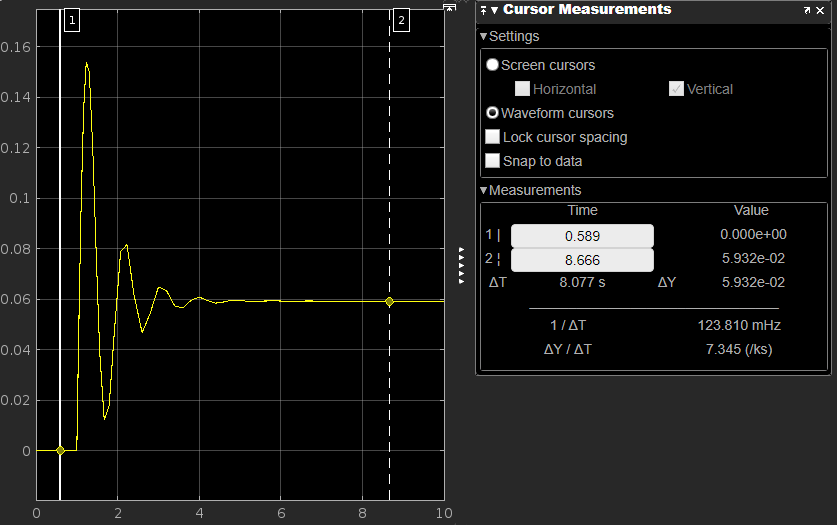 1
2
0.16
0.14
0.12
0.1
0.08
0.06
0.04
0.02
0
0 2 4 6 8 10
Cursor Measurements
Settings
Screen cursors
Horizontal Vertical
Waveform cursors
Lock cursor spacing
Snap to data
Measurements
Time Value
1 | 0.589 0.000e+00
2 ¦ 8.666 5.932e-02
ΔT 8.077 s ΔY 5.932e-02
1 / ΔT 123.810 mHz
ΔY / ΔT 7.345 (/ks)